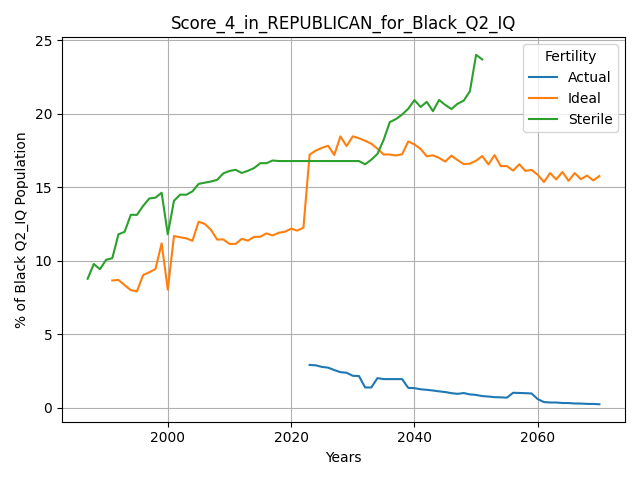 Score_4_in_REPUBLICAN_for_Black_Q2_IQ
Fertility
Actual
Ideal
Sterile
% of Black Q2_IQ Population
25
20
15
10
5
0
2000
2020
2040
2060
Years